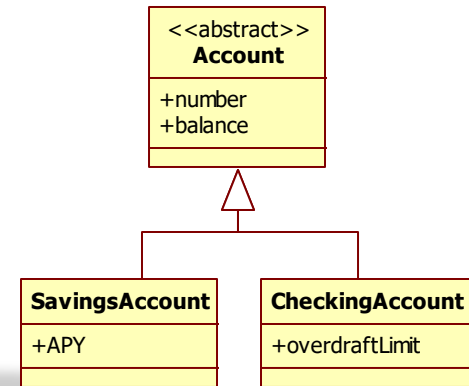 <<abstract>>
Account
+number
+balance
SavingsAccount
+APY
CheckingAccount
+overdraftLimit